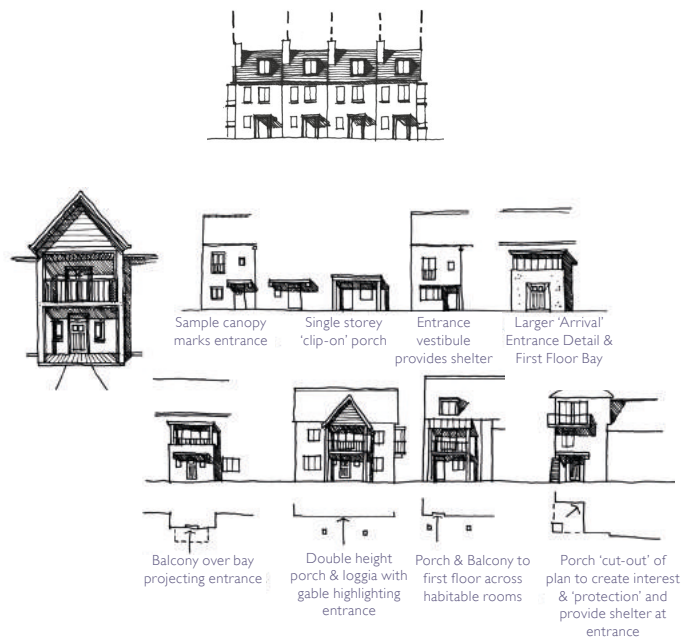 Sample canopy
marks entrance
Single storey
‘clip-on’ porch
Entrance
vestibule
provides shelter
Larger ‘Arrival’
Entrance Detail &
First Floor Bay
Balcony over bay
projecting entrance
Double height
porch & loggia with
gable highlighting
entrance
Porch & Balcony to
first floor across
habitable rooms
Porch ‘cut-out’ of
plan to create interest
& ‘protection’ and
provide shelter at
entrance